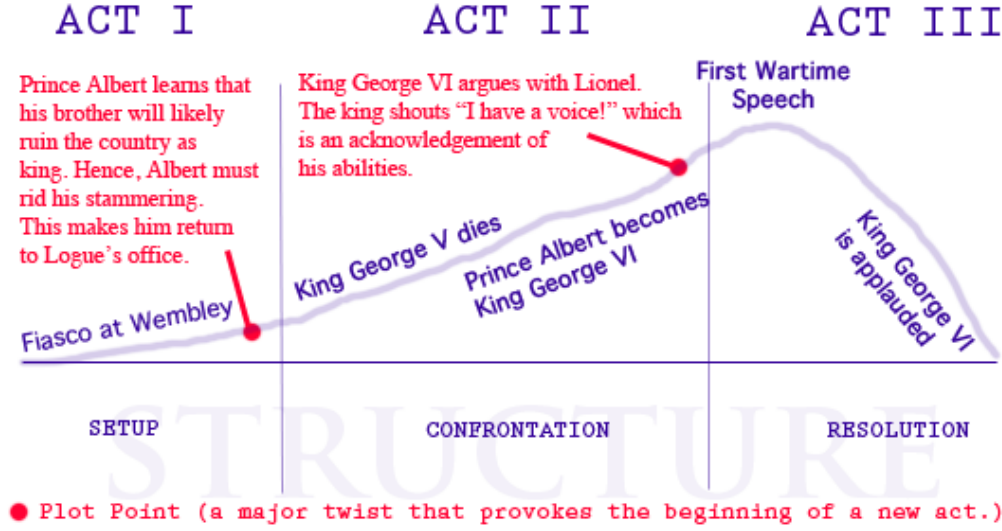 ACT I
ACT II
ACT III
Prince Albert learns that
his brother will likely
ruin the country as
king. Hence, Albert must
rid his stammering.
This makes him return
to Logue's office.
King George VI argues with Lionel.
The king shouts "I have a voice!" which
is an acknowledgement of
his abilities.
First Wartime
Speech
Fiasco at Wembley
King George V dies
Prince Albert becomes
King George VI
King George VI
is applauded
STRUCTURE
SETUP
CONFRONTATION
RESOLUTION
Plot Point (a major twist that provokes the beginning of a new act.)